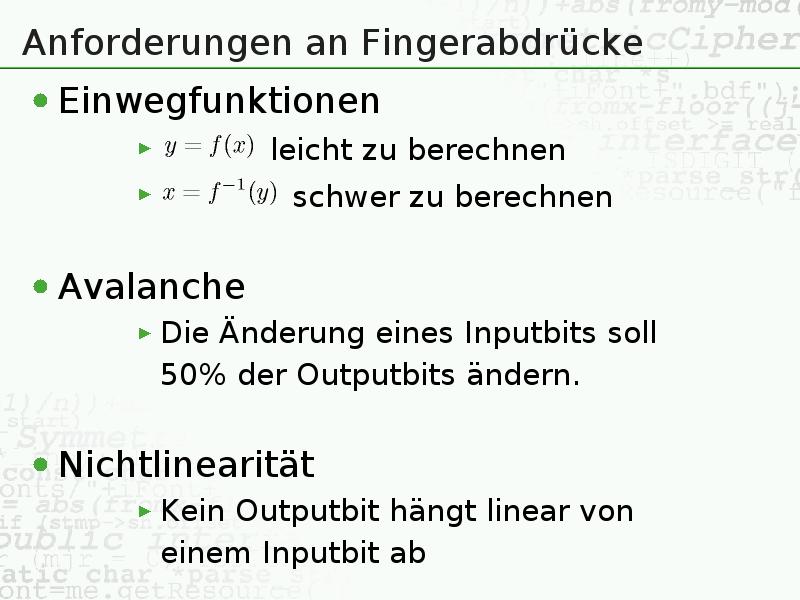 Anforderungen an Fingerabdrücke
• Einwegfunktionen
► y = f(x) leicht zu berechnen
► x = f⁻¹(y) schwer zu berechnen
• Avalanche
► Die Änderung eines Inputbits soll
50% der Outputbits ändern.
• Nichtlinearität
► Kein Outputbit hängt linear von
einem Inputbit ab